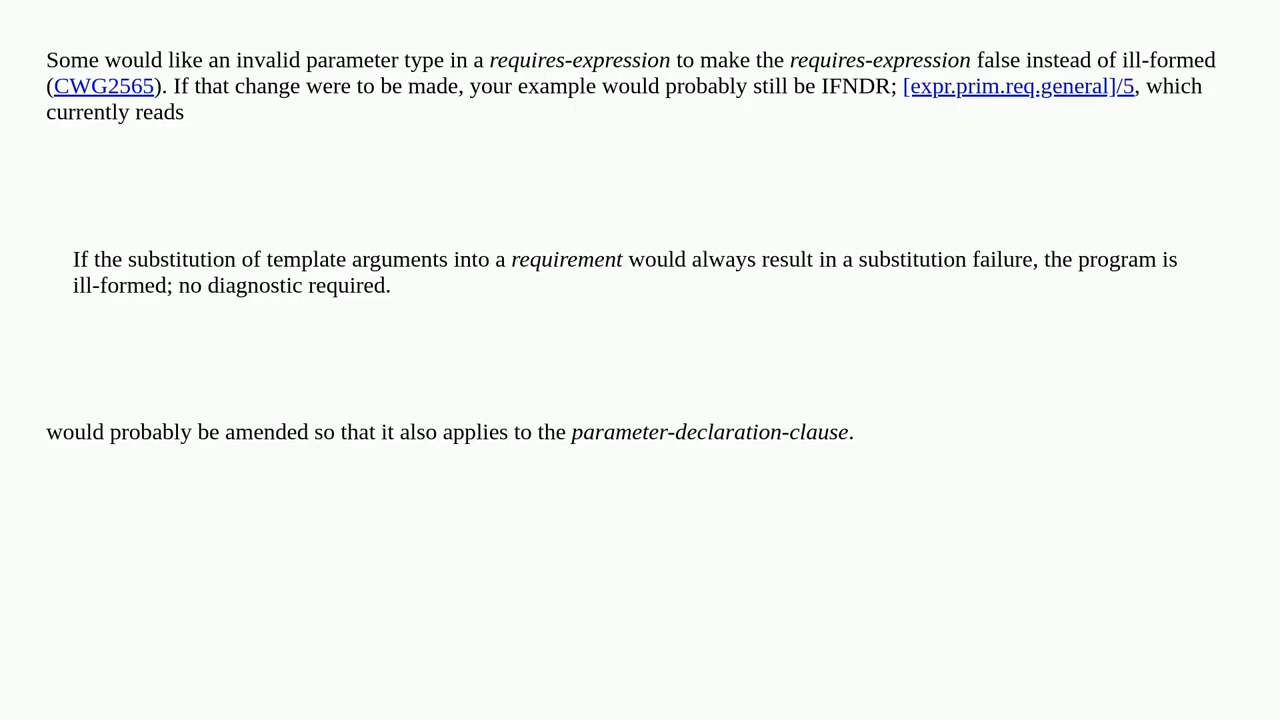 Some would like an invalid parameter type in a requires-expression to make the requires-expression false instead of ill-formed
(CWG2565). If that change were to be made, your example would probably still be IFNDR; [expr.prim.req.general]/5, which
currently reads
If the substitution of template arguments into a requirement would always result in a substitution failure, the program is
ill-formed; no diagnostic required.
would probably be amended so that it also applies to the parameter-declaration-clause.